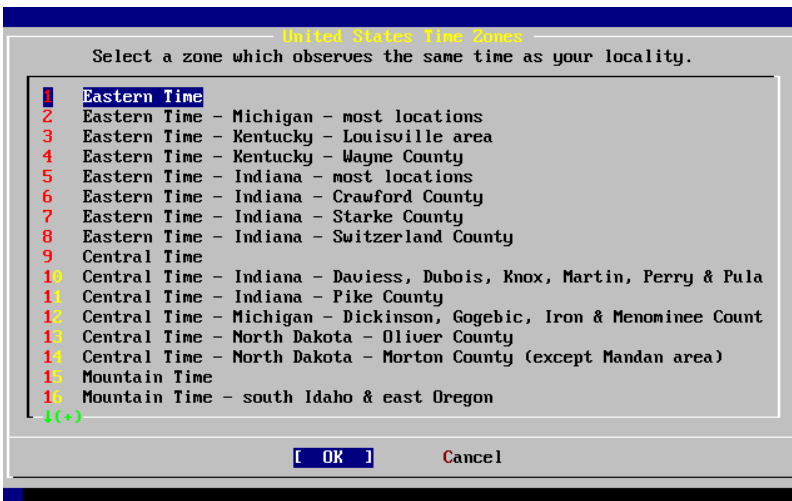 United States Time Zones
Select a zone which observes the same time as your locality.
1 Eastern Time
2 Eastern Time - Michigan - most locations
3 Eastern Time - Kentucky - Louisville area
4 Eastern Time - Kentucky - Wayne County
5 Eastern Time - Indiana - most locations
6 Eastern Time - Indiana - Crawford County
7 Eastern Time - Indiana - Starke County
8 Eastern Time - Indiana - Switzerland County
9 Central Time
10 Central Time - Indiana - Daviess, Dubois, Knox, Martin, Perry & Pula
11 Central Time - Indiana - Pike County
12 Central Time - Michigan - Dickinson, Gogebic, Iron & Menominee Count
13 Central Time - North Dakota - Oliver County
14 Central Time - North Dakota - Morton County (except Mandan area)
15 Mountain Time
16 Mountain Time - south Idaho & east Oregon
↓(+)
[ OK ] Cancel